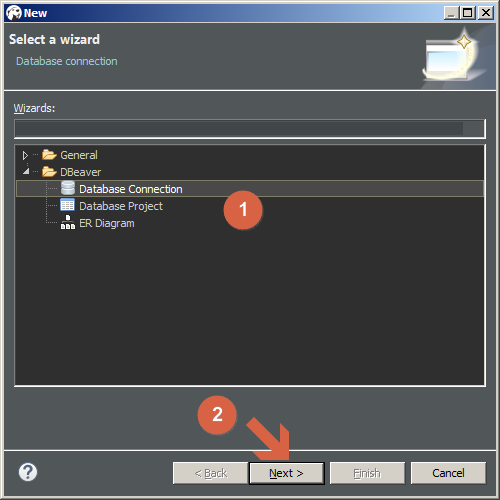 New
Select a wizard
Database connection
Wizards:
General
DBeaver
Database Connection
Database Project
ER Diagram
1
2
?
< Back
Next >
Finish
Cancel